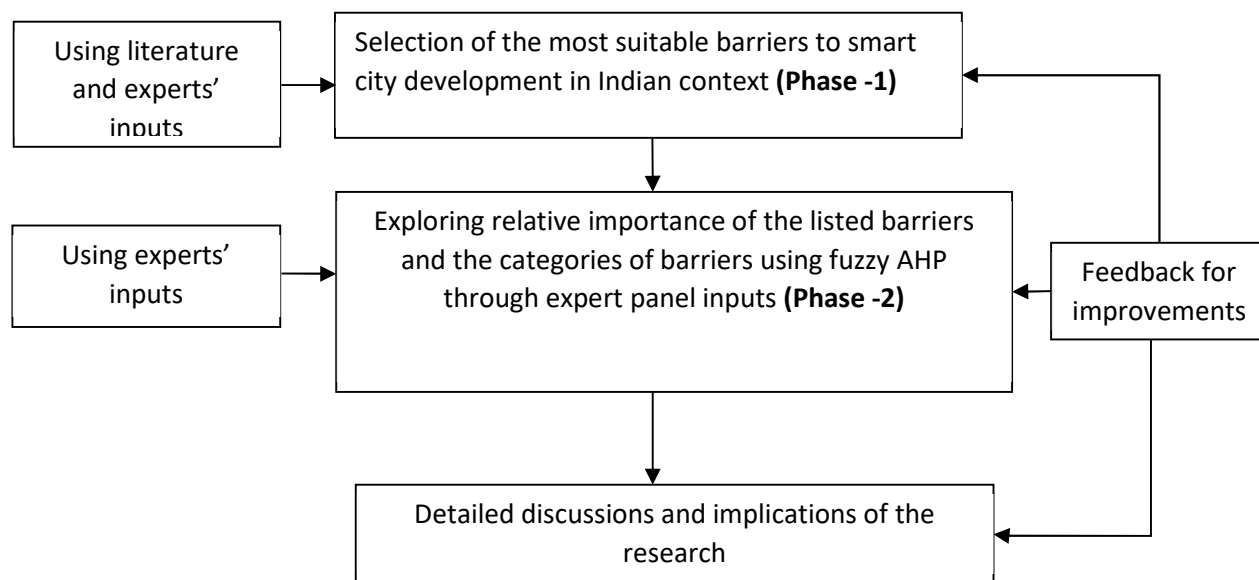 Using literature
and experts’
inputs
Selection of the most suitable barriers to smart
city development in Indian context (Phase -1)
Using experts’
inputs
Exploring relative importance of the listed barriers
and the categories of barriers using fuzzy AHP
through expert panel inputs (Phase -2)
Feedback for
improvements
Detailed discussions and implications of the
research